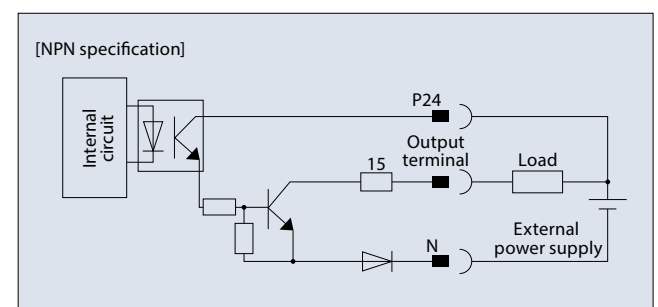 [NPN specification]
Internal
circuit
P24
Output
terminal
15
Load
External
power supply
N